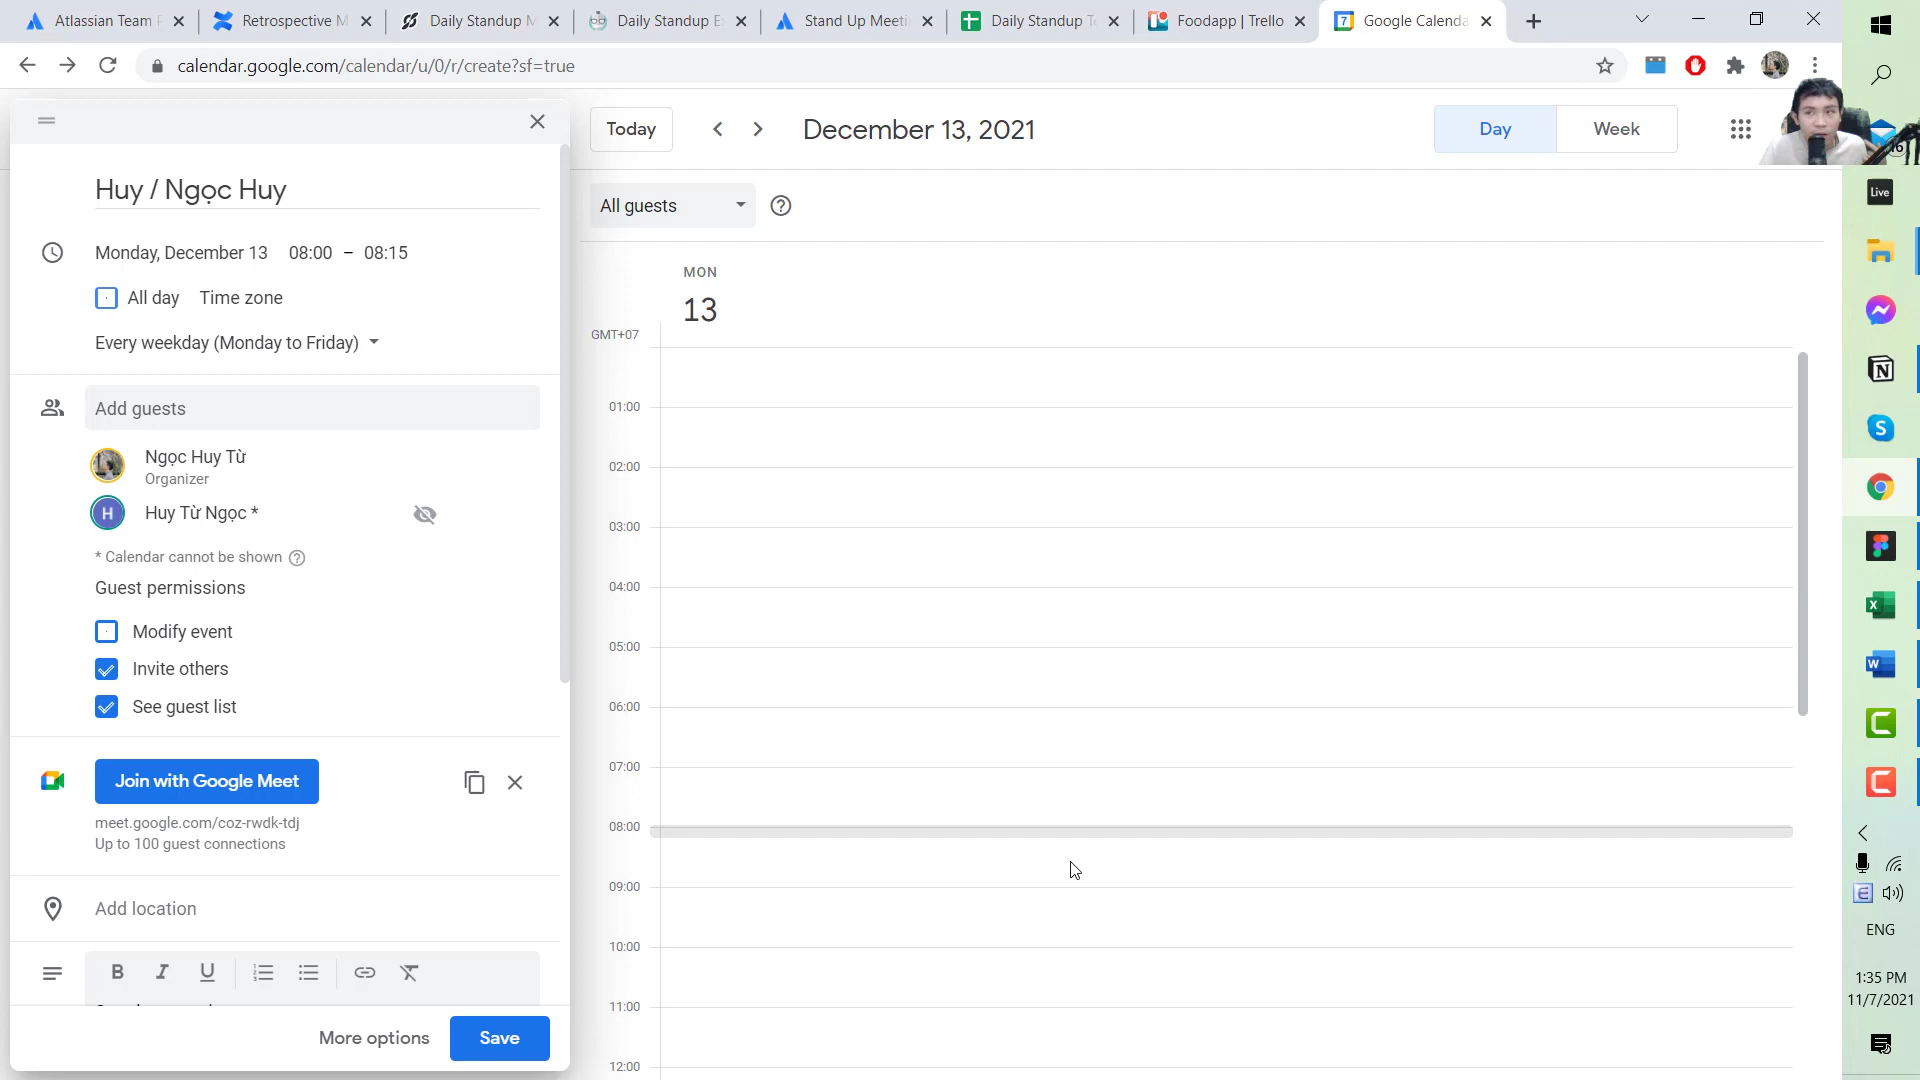 Atlassian Team P
Retrospective M
Daily Standup M
Daily Standup E
Stand Up Meeti
Daily Standup Te
Foodapp | Trello
7
Google Calenda
calendar.google.com/calendar/u/0/r/create?sf=true
Today
December 13, 2021
Day
Week
16
Huy / Ngọc Huy
Monday, December 13 08:00 – 08:15
All day Time zone
Every weekday (Monday to Friday)
Add guests
Ngọc Huy Từ
Organizer
H
Huy Từ Ngọc *
* Calendar cannot be shown
Guest permissions
Modify event
Invite others
See guest list
Join with Google Meet
meet.google.com/coz-rwdk-tdj
Up to 100 guest connections
Add location
B I U
More options
Save
All guests
MON
13
GMT+07
01:00
02:00
03:00
04:00
05:00
06:00
07:00
08:00
09:00
10:00
11:00
12:00
Live
ENG
1:35 PM
11/7/2021